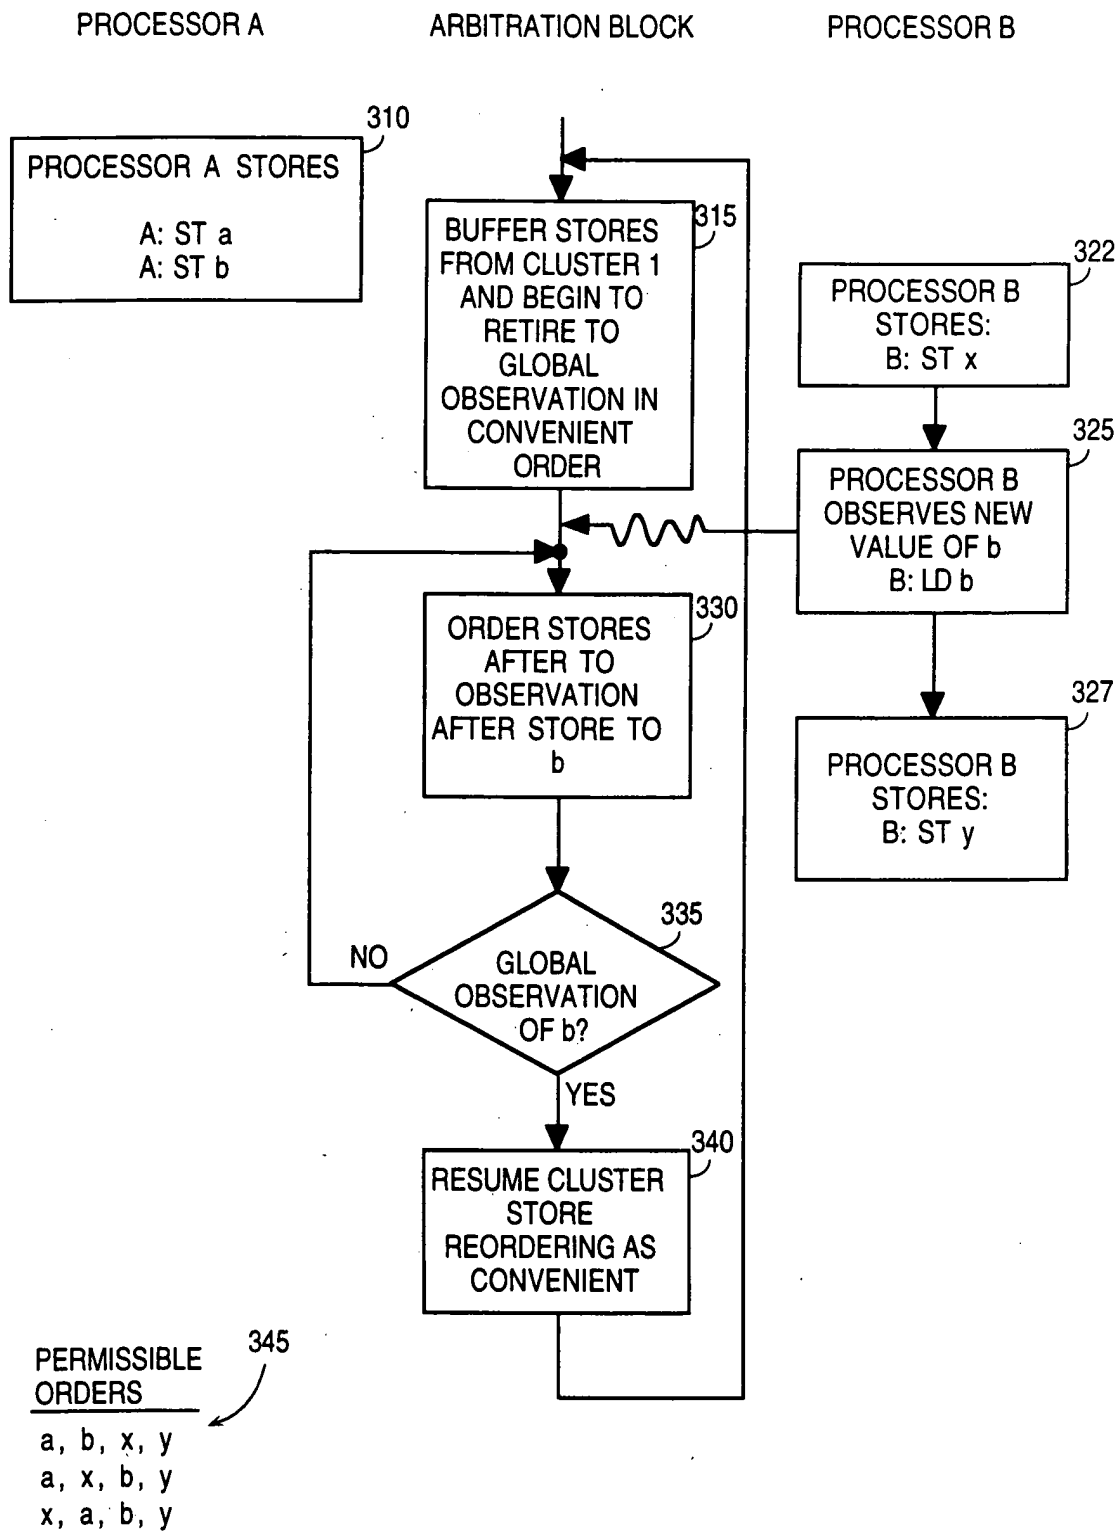 PROCESSOR A
ARBITRATION BLOCK
PROCESSOR B
310
PROCESSOR A STORES
A: ST a
A: ST b
315
BUFFER STORES
FROM CLUSTER 1
AND BEGIN TO
RETIRE TO
GLOBAL
OBSERVATION IN
CONVENIENT
ORDER
322
PROCESSOR B
STORES:
B: ST x
325
PROCESSOR B
OBSERVES NEW
VALUE OF b
B: LD b
330
ORDER STORES
AFTER TO
OBSERVATION
AFTER STORE TO
b
327
PROCESSOR B
STORES:
B: ST y
335
GLOBAL
OBSERVATION
OF b?
NO
YES
340
RESUME CLUSTER
STORE
REORDERING AS
CONVENIENT
345
PERMISSIBLE
ORDERS
a, b, x, y
a, x, b, y
x, a, b, y